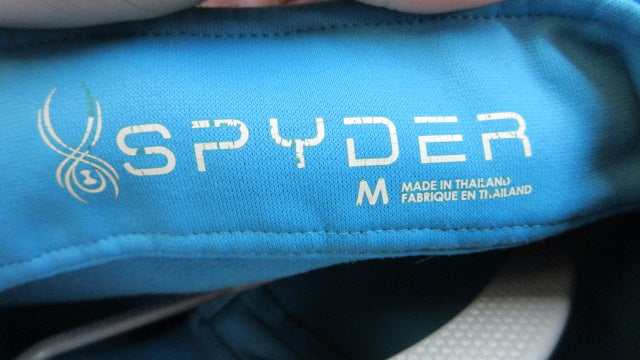 SPYDER
M MADE IN THAILAND
FABRIQUE EN THAILAND